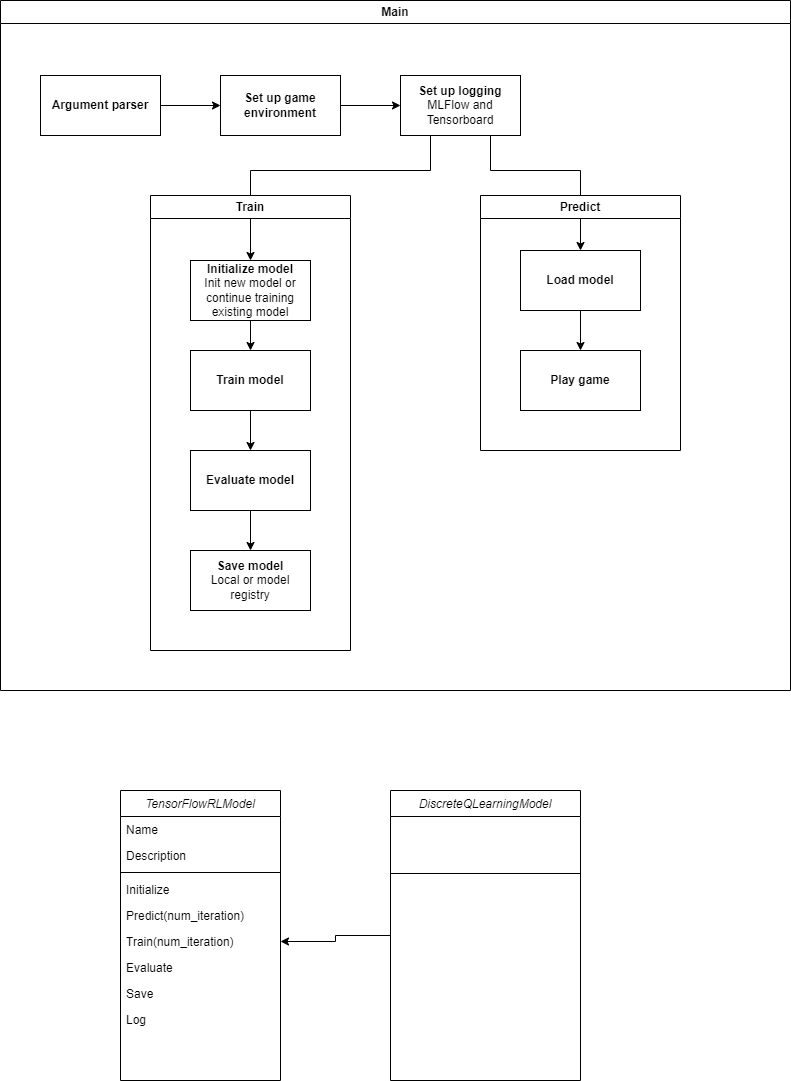 Main
Argument parser
Set up game
environment
Set up logging
MLFlow and
Tensorboard
Train
Initialize model
Init new model or
continue training
existing model
Train model
Evaluate model
Save model
Local or model
registry
Predict
Load model
Play game
TensorFlowRLModel
Name
Description
Initialize
Predict(num_iteration)
Train(num_iteration)
Evaluate
Save
Log
DiscreteQLearningModel